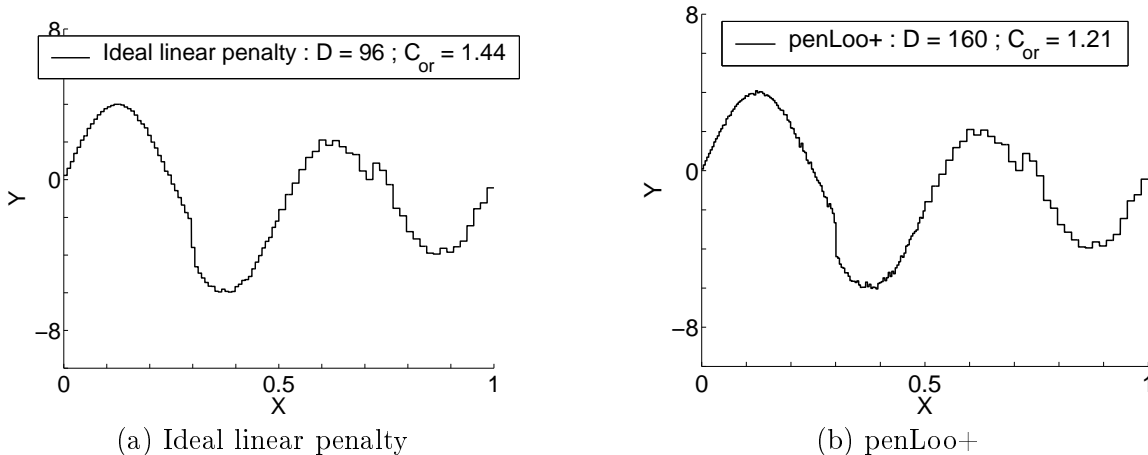 8
Ideal linear penalty : D = 96 ; C_or = 1.44
0
Y
−8
0 0.5 1
X
(a) Ideal linear penalty
8
penLoo+ : D = 160 ; C_or = 1.21
0
Y
−8
0 0.5 1
X
(b) penLoo+